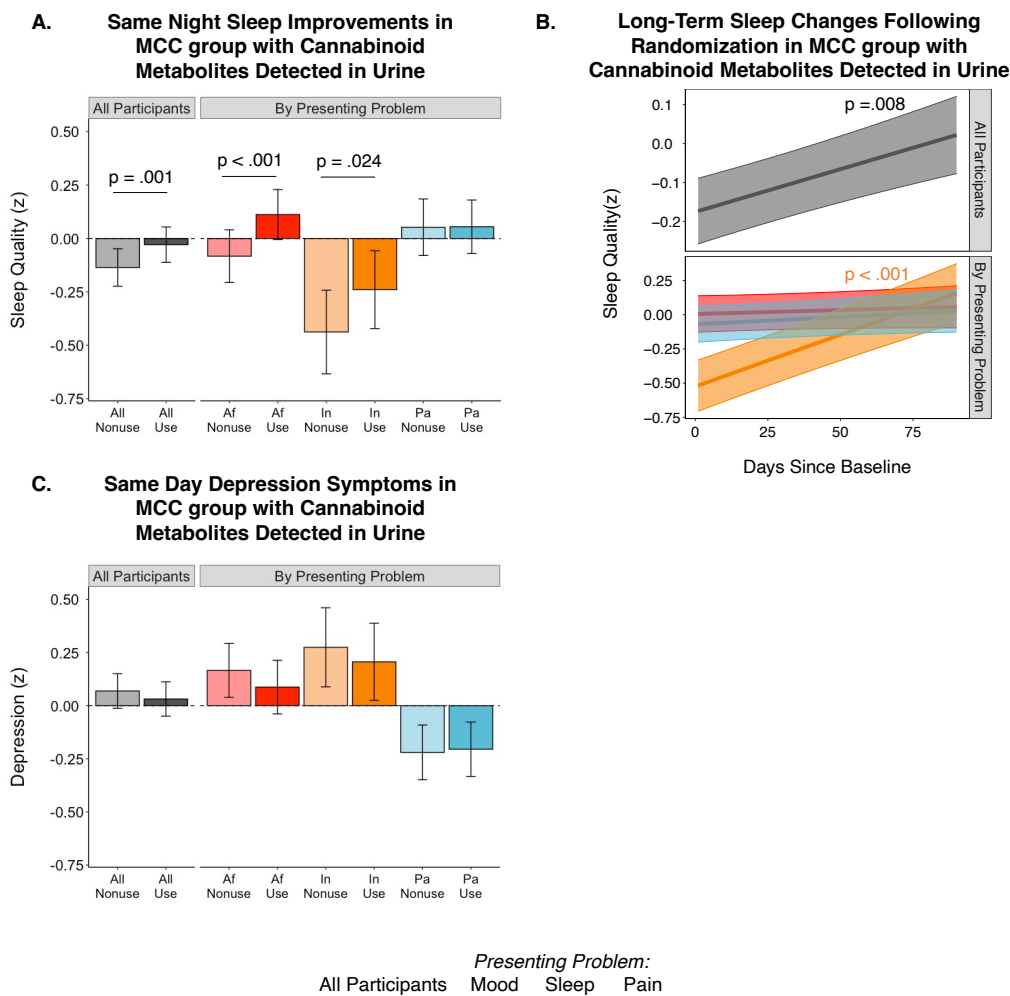 A. Same Night Sleep Improvements in
MCC group with Cannabinoid
Metabolites Detected in Urine
All Participants By Presenting Problem
Sleep Quality (z)
0.50
0.25
0.00
-0.25
-0.50
-0.75
p = .001
p < .001
p = .024
All Nonuse
All Use
Af Nonuse
Af Use
In Nonuse
In Use
Pa Nonuse
Pa Use
B. Long-Term Sleep Changes Following
Randomization in MCC group with
Cannabinoid Metabolites Detected in Urine
Sleep Quality(z)
0.1
0.0
−0.1
−0.2
p =.008
All Participants
0.25
0.00
−0.25
−0.50
−0.75
p < .001
By Presenting Problem
0 25 50 75
Days Since Baseline
C. Same Day Depression Symptoms in
MCC group with Cannabinoid
Metabolites Detected in Urine
All Participants By Presenting Problem
Depression (z)
0.50
0.25
0.00
-0.25
-0.50
-0.75
All Nonuse
All Use
Af Nonuse
Af Use
In Nonuse
In Use
Pa Nonuse
Pa Use
Presenting Problem:
All Participants Mood Sleep Pain